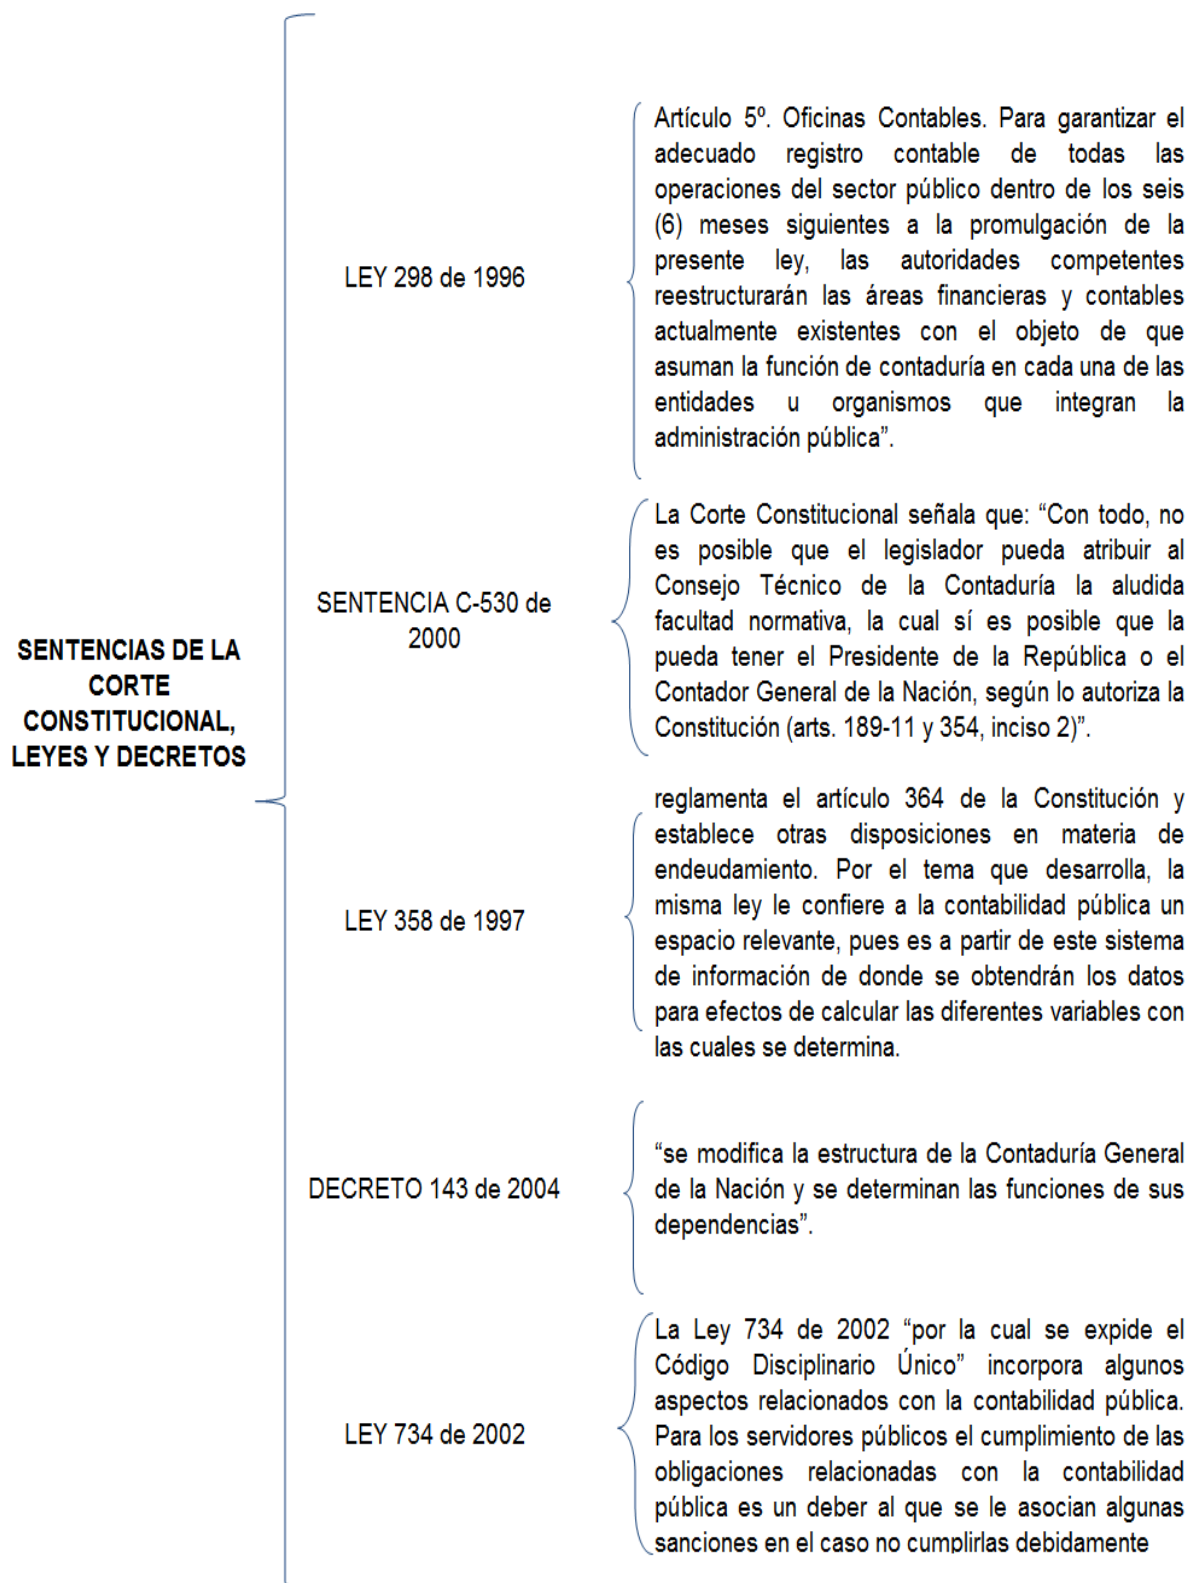 SENTENCIAS DE LA
CORTE
CONSTITUCIONAL,
LEYES Y DECRETOS
LEY 298 de 1996
Artículo 5º. Oficinas Contables. Para garantizar el
adecuado registro contable de todas las
operaciones del sector público dentro de los seis
(6) meses siguientes a la promulgación de la
presente ley, las autoridades competentes
reestructurarán las áreas financieras y contables
actualmente existentes con el objeto de que
asuman la función de contaduría en cada una de las
entidades u organismos que integran la
administración pública”.
SENTENCIA C-530 de
2000
La Corte Constitucional señala que: “Con todo, no
es posible que el legislador pueda atribuir al
Consejo Técnico de la Contaduría la aludida
facultad normativa, la cual sí es posible que la
pueda tener el Presidente de la República o el
Contador General de la Nación, según lo autoriza la
Constitución (arts. 189-11 y 354, inciso 2)”.
LEY 358 de 1997
reglamenta el artículo 364 de la Constitución y
establece otras disposiciones en materia de
endeudamiento. Por el tema que desarrolla, la
misma ley le confiere a la contabilidad pública un
espacio relevante, pues es a partir de este sistema
de información de donde se obtendrán los datos
para efectos de calcular las diferentes variables con
las cuales se determina.
DECRETO 143 de 2004
“se modifica la estructura de la Contaduría General
de la Nación y se determinan las funciones de sus
dependencias”.
LEY 734 de 2002
La Ley 734 de 2002 “por la cual se expide el
Código Disciplinario Único” incorpora algunos
aspectos relacionados con la contabilidad pública.
Para los servidores públicos el cumplimiento de las
obligaciones relacionadas con la contabilidad
pública es un deber al que se le asocian algunas
sanciones en el caso no cumplirlas debidamente